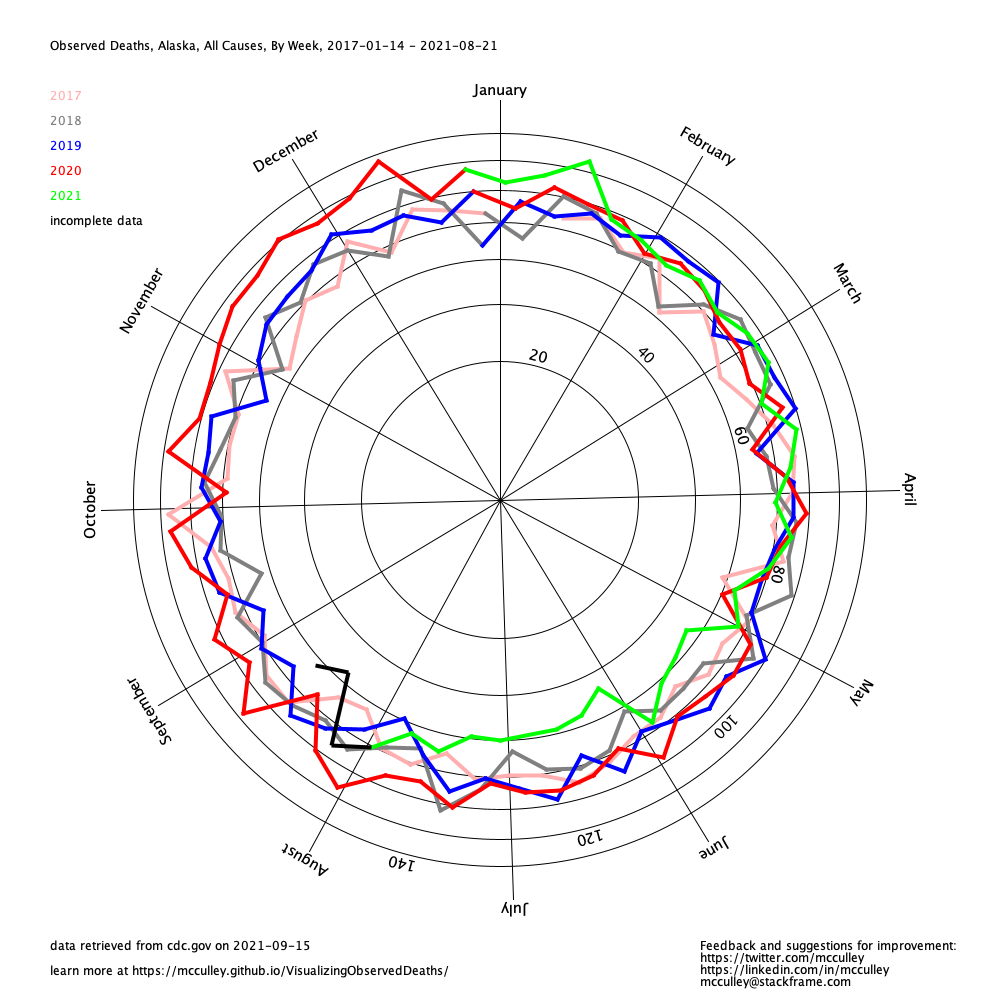 Observed Deaths, Alaska, All Causes, By Week, 2017-01-14 - 2021-08-21
2017
2018
2019
2020
2021
incomplete data
January
February
March
April
May
June
July
August
September
October
November
December
20
40
60
80
100
120
140
data retrieved from cdc.gov on 2021-09-15
learn more at https://mcculley.github.io/VisualizingObservedDeaths/
Feedback and suggestions for improvement:
https://twitter.com/mcculley
https://linkedin.com/in/mcculley
mcculley@stackframe.com